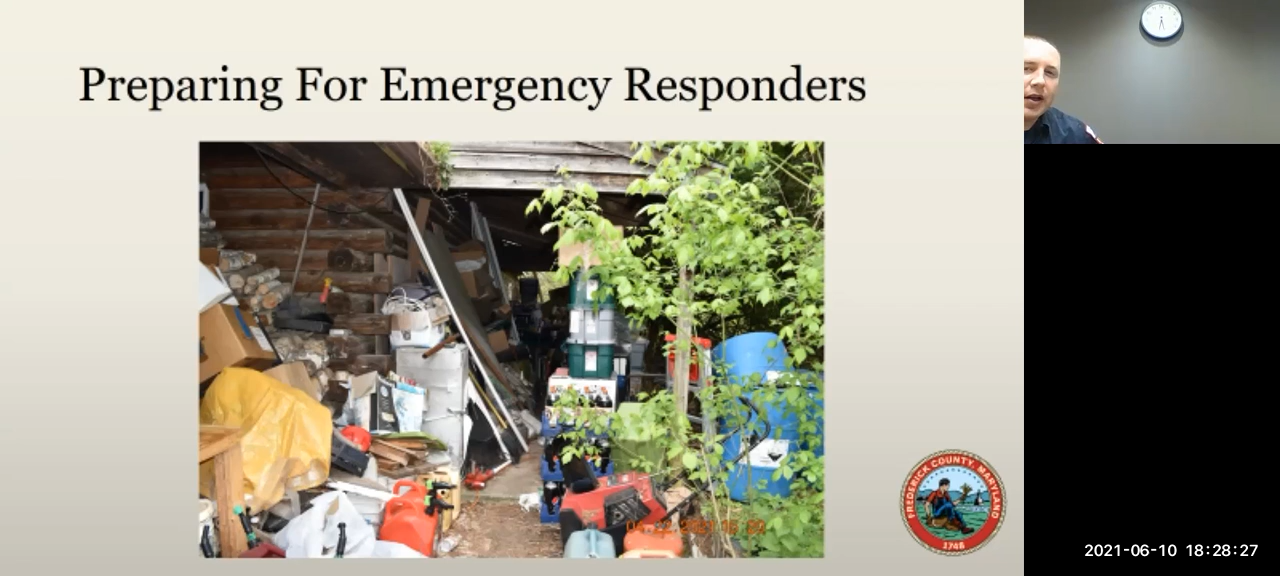 Preparing For Emergency Responders
FREDERICK COUNTY, MARYLAND
1748
2021-06-10 18:28:27